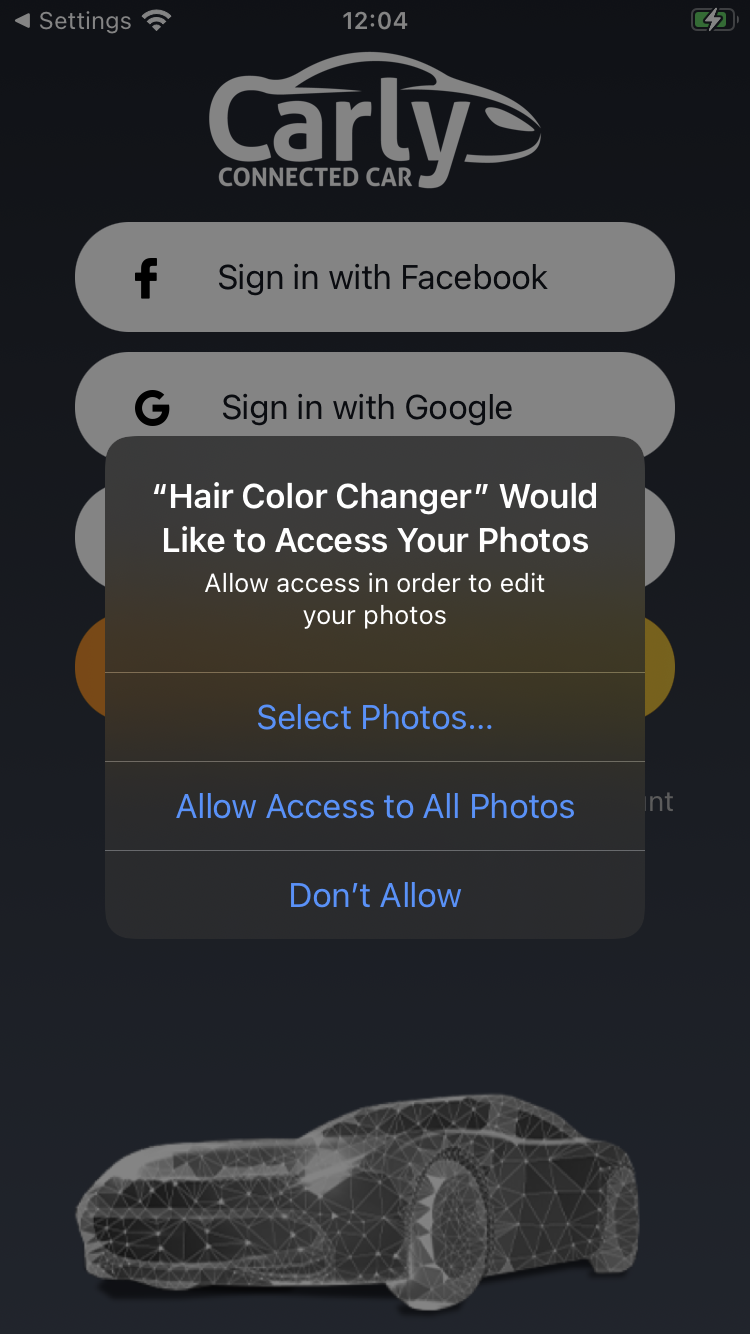 Settings
12:04
Carly
CONNECTED CAR
Sign in with Facebook
Sign in with Google
“Hair Color Changer” Would
Like to Access Your Photos
Allow access in order to edit
your photos
Select Photos...
Allow Access to All Photos
Don’t Allow